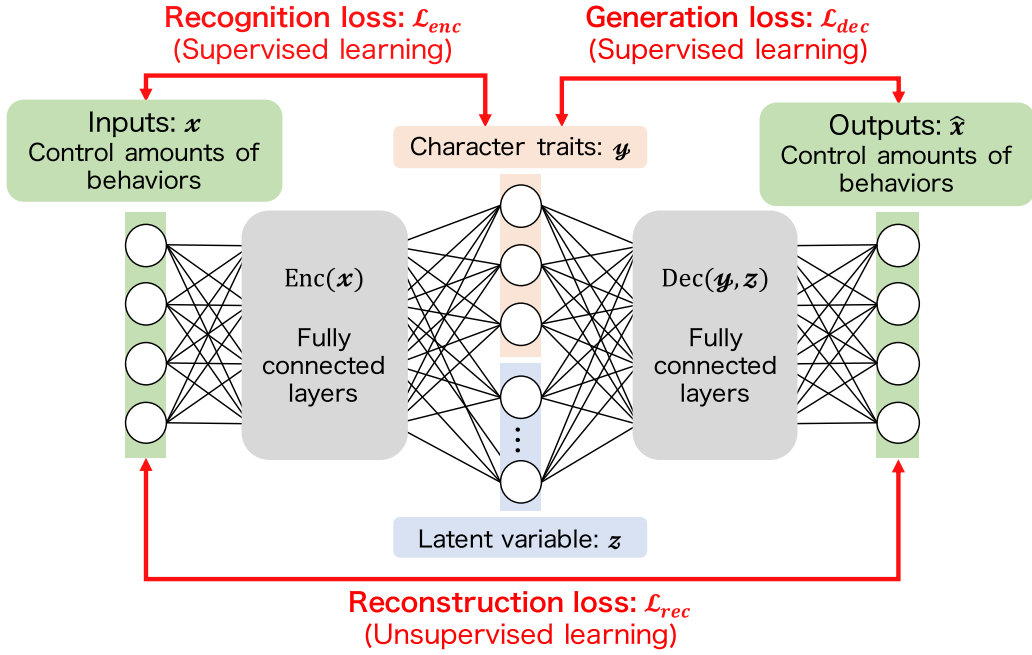 Recognition loss: ℒ_enc
(Supervised learning)
Generation loss: ℒ_dec
(Supervised learning)
Inputs: 𝒙
Control amounts of
behaviors
Character traits: 𝒚
Outputs: x̂
Control amounts of
behaviors
Enc(𝒙)
Fully
connected
layers
Dec(𝒚, 𝒛)
Fully
connected
layers
Latent variable: 𝒛
Reconstruction loss: ℒ_rec
(Unsupervised learning)